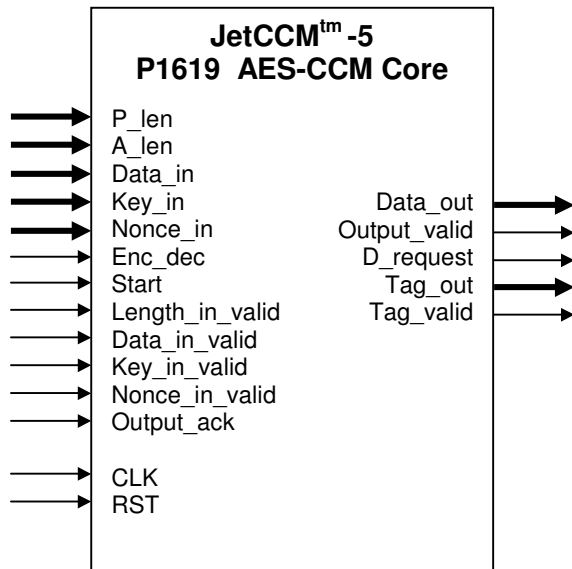 JetCCM™ -5
P1619 AES-CCM Core
P_len
A_len
Data_in
Key_in
Nonce_in
Enc_dec
Start
Length_in_valid
Data_in_valid
Key_in_valid
Nonce_in_valid
Output_ack
CLK
RST
Data_out
Output_valid
D_request
Tag_out
Tag_valid